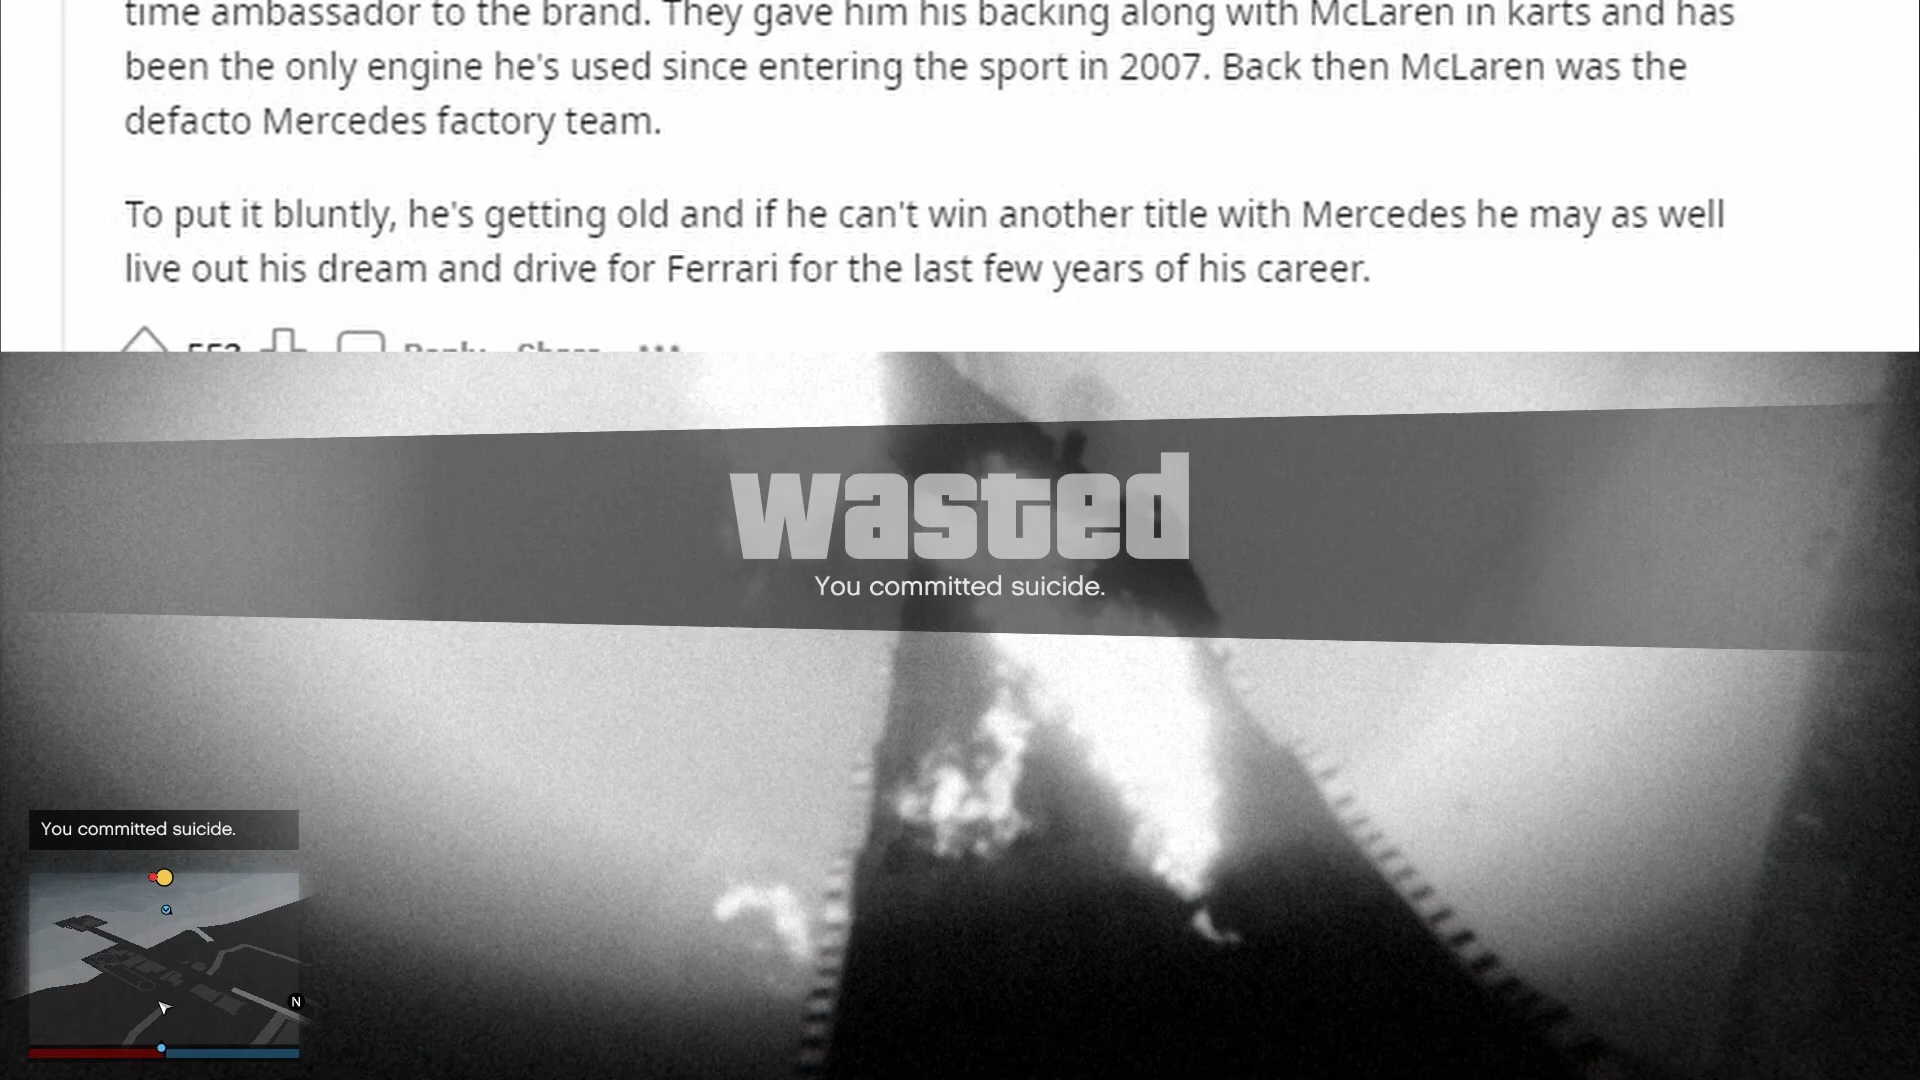 time ambassador to the brand. They gave him his backing along with McLaren in karts and has
been the only engine he's used since entering the sport in 2007. Back then McLaren was the
defacto Mercedes factory team.
To put it bluntly, he's getting old and if he can't win another title with Mercedes he may as well
live out his dream and drive for Ferrari for the last few years of his career.
Reply Share ...
wasted
You committed suicide.
You committed suicide.
N